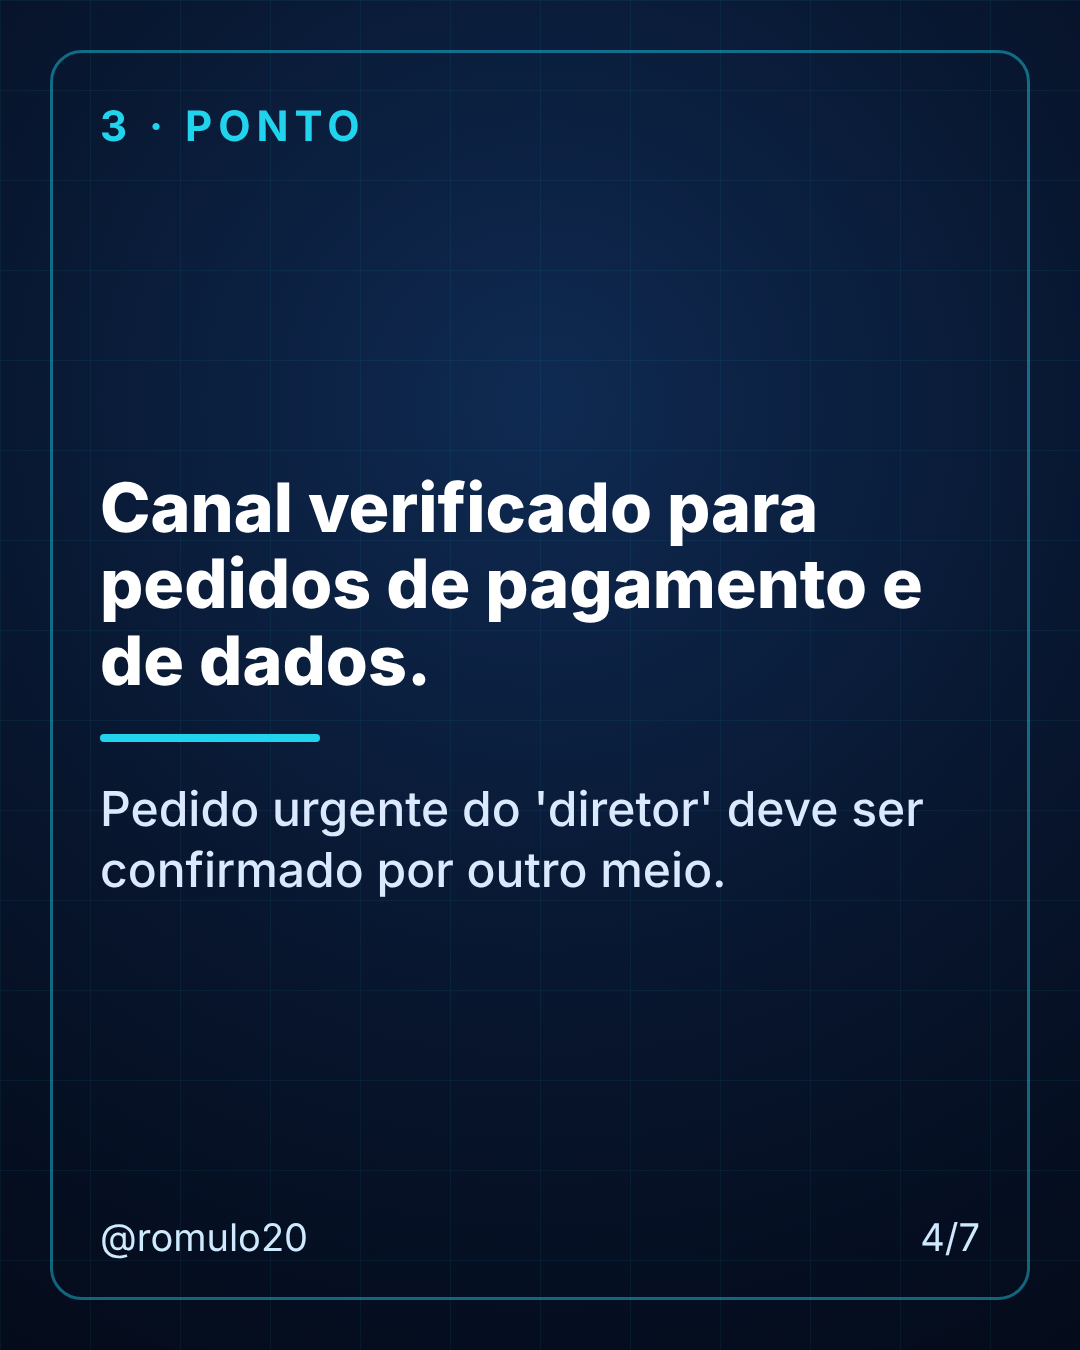 3 · PONTO
Canal verificado para
pedidos de pagamento e
de dados.
Pedido urgente do 'diretor' deve ser
confirmado por outro meio.
@romulo20
4/7